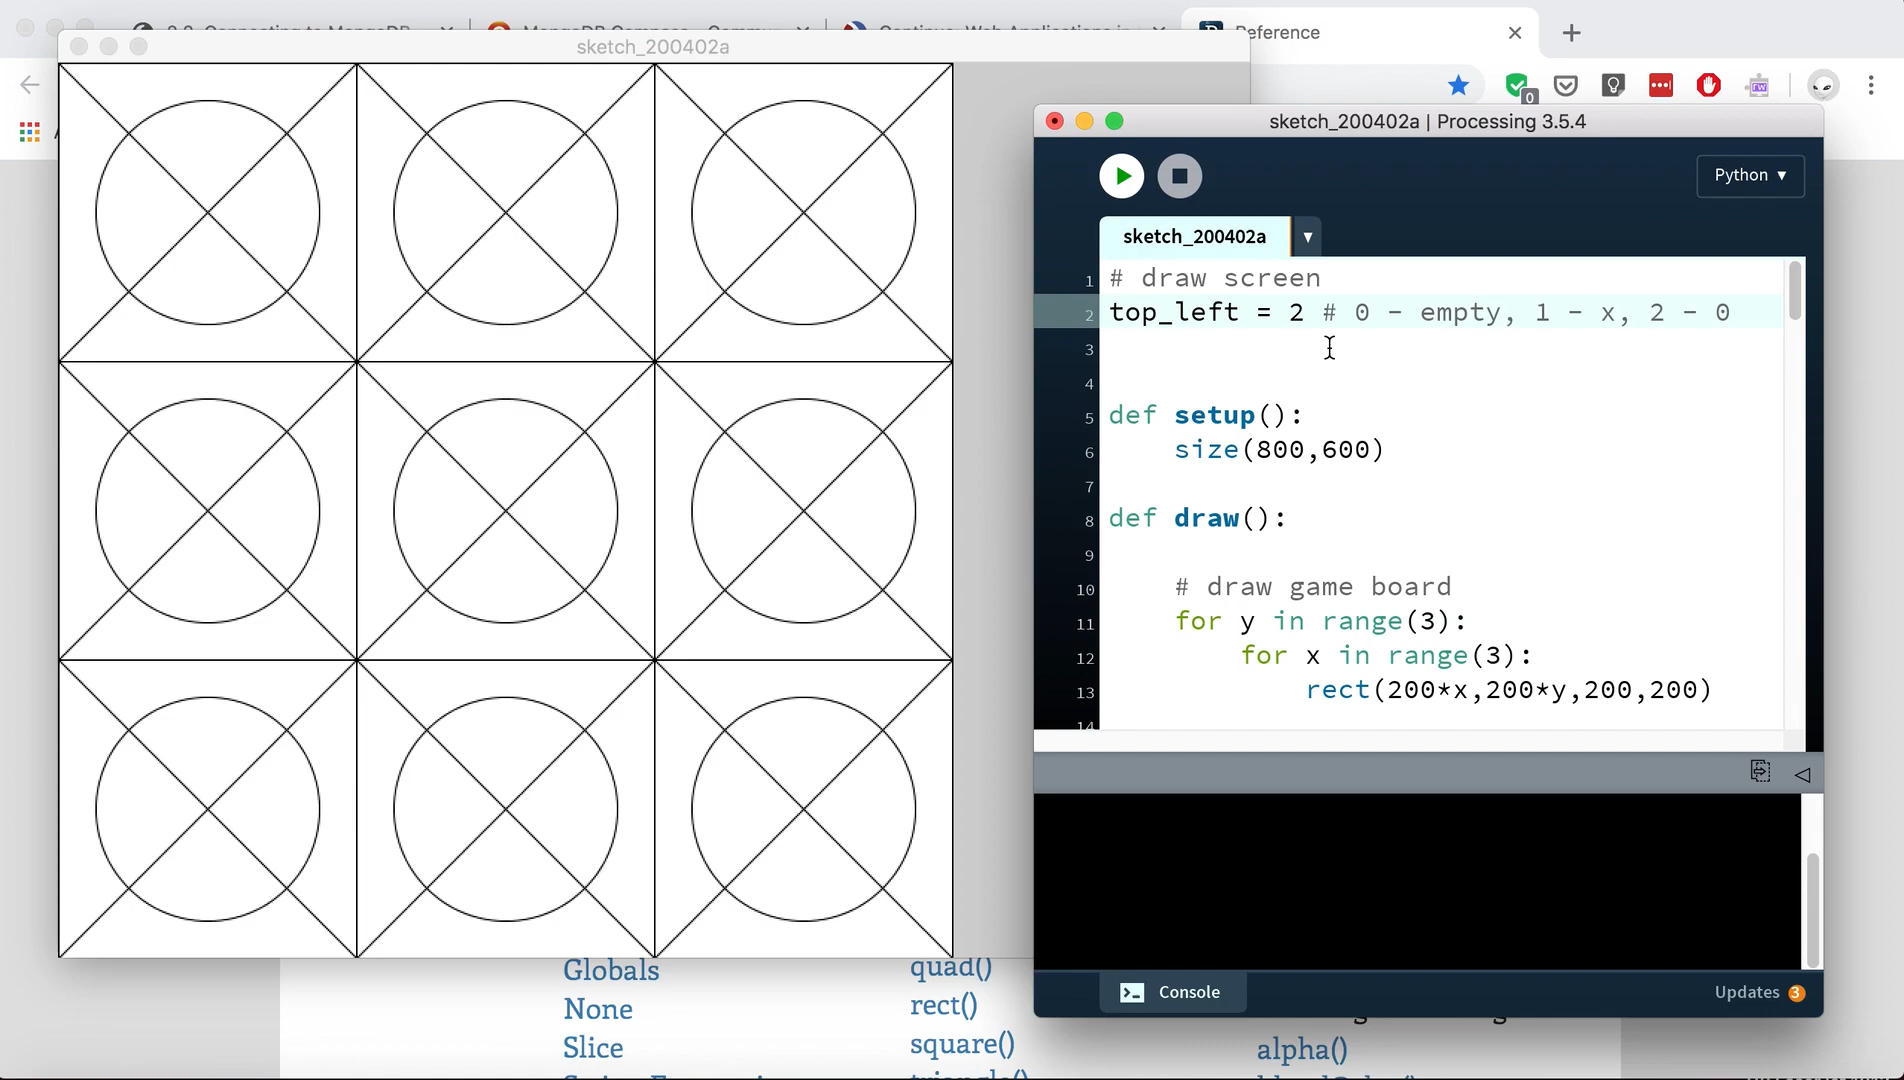 Reference
sketch_200402a
0
sketch_200402a | Processing 3.5.4
Python ▾
sketch_200402a
1 # draw screen
2 top_left = 2 # 0 - empty, 1 - x, 2 - 0
3
4
5 def setup():
6 size(800,600)
7
8 def draw():
9
10 # draw game board
11 for y in range(3):
12 for x in range(3):
13 rect(200*x,200*y,200,200)
14
Console
Updates 3
Globals
None
Slice
quad()
rect()
square()
triangle()
alpha()